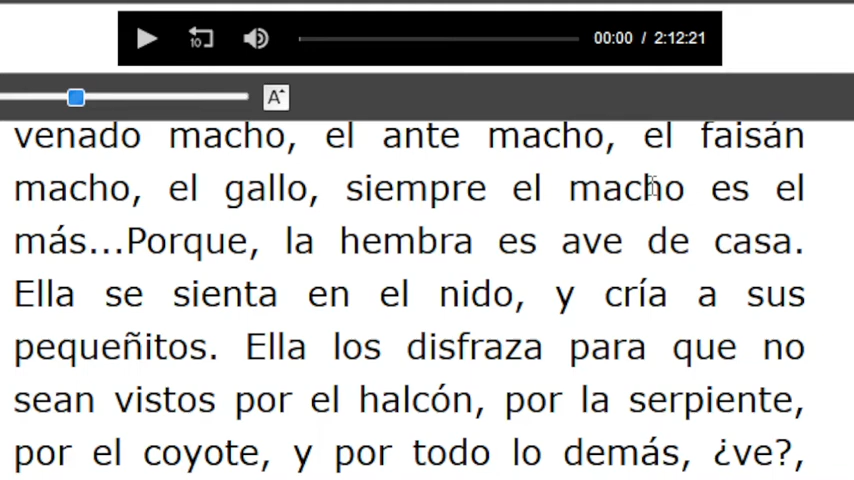 10
00:00 / 2:12:21
A
venado macho, el ante macho, el faisán
macho, el gallo, siempre el macho es el
más...Porque, la hembra es ave de casa.
Ella se sienta en el nido, y cría a sus
pequeñitos. Ella los disfraza para que no
sean vistos por el halcón, por la serpiente,
por el coyote, y por todo lo demás, ¿ve?,